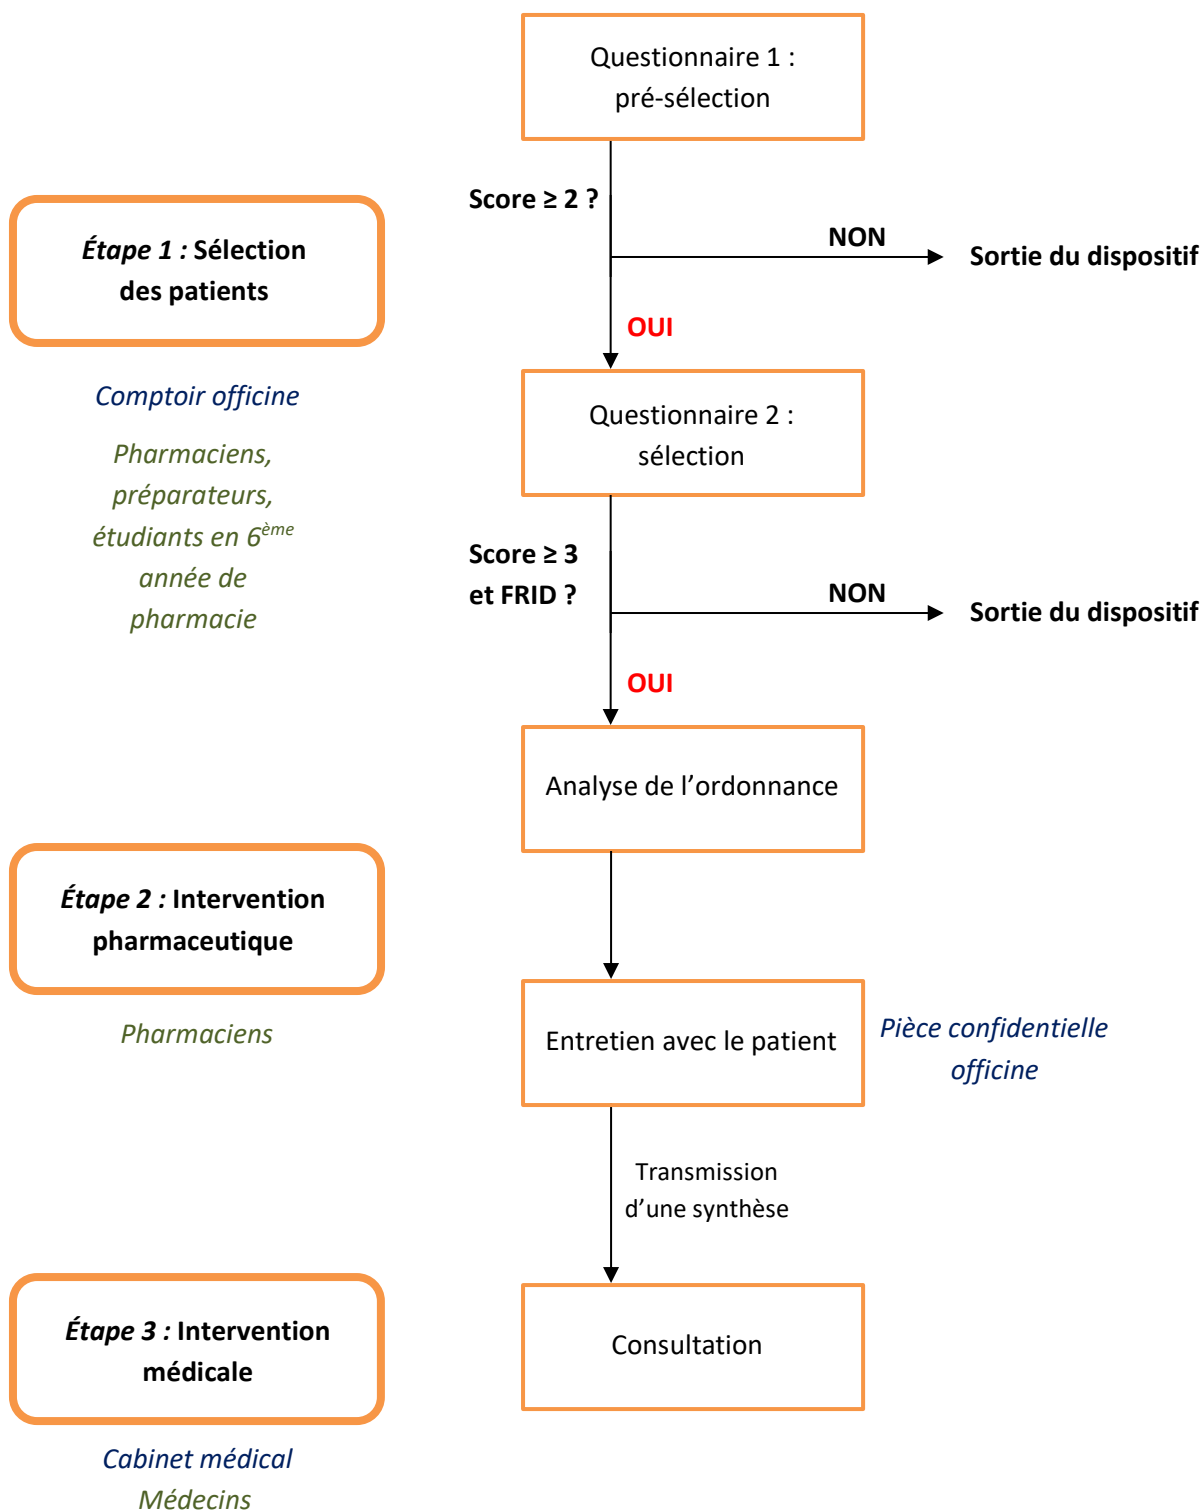 Questionnaire 1 :
pré-sélection
Score ≥ 2 ?
NON
Sortie du dispositif
OUI
Étape 1 : Sélection
des patients
Comptoir officine
Pharmaciens,
préparateurs,
étudiants en 6ème
année de
pharmacie
Questionnaire 2 :
sélection
Score ≥ 3
et FRID ?
NON
Sortie du dispositif
OUI
Analyse de l’ordonnance
Étape 2 : Intervention
pharmaceutique
Pharmaciens
Entretien avec le patient
Pièce confidentielle
officine
Transmission
d’une synthèse
Étape 3 : Intervention
médicale
Consultation
Cabinet médical
Médecins